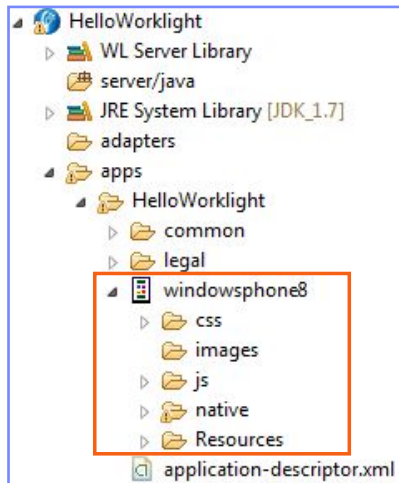 HelloWorklight
WL Server Library
server/java
JRE System Library [JDK_1.7]
adapters
apps
HelloWorklight
common
legal
windowsphone8
css
images
js
native
Resources
application-descriptor.xml